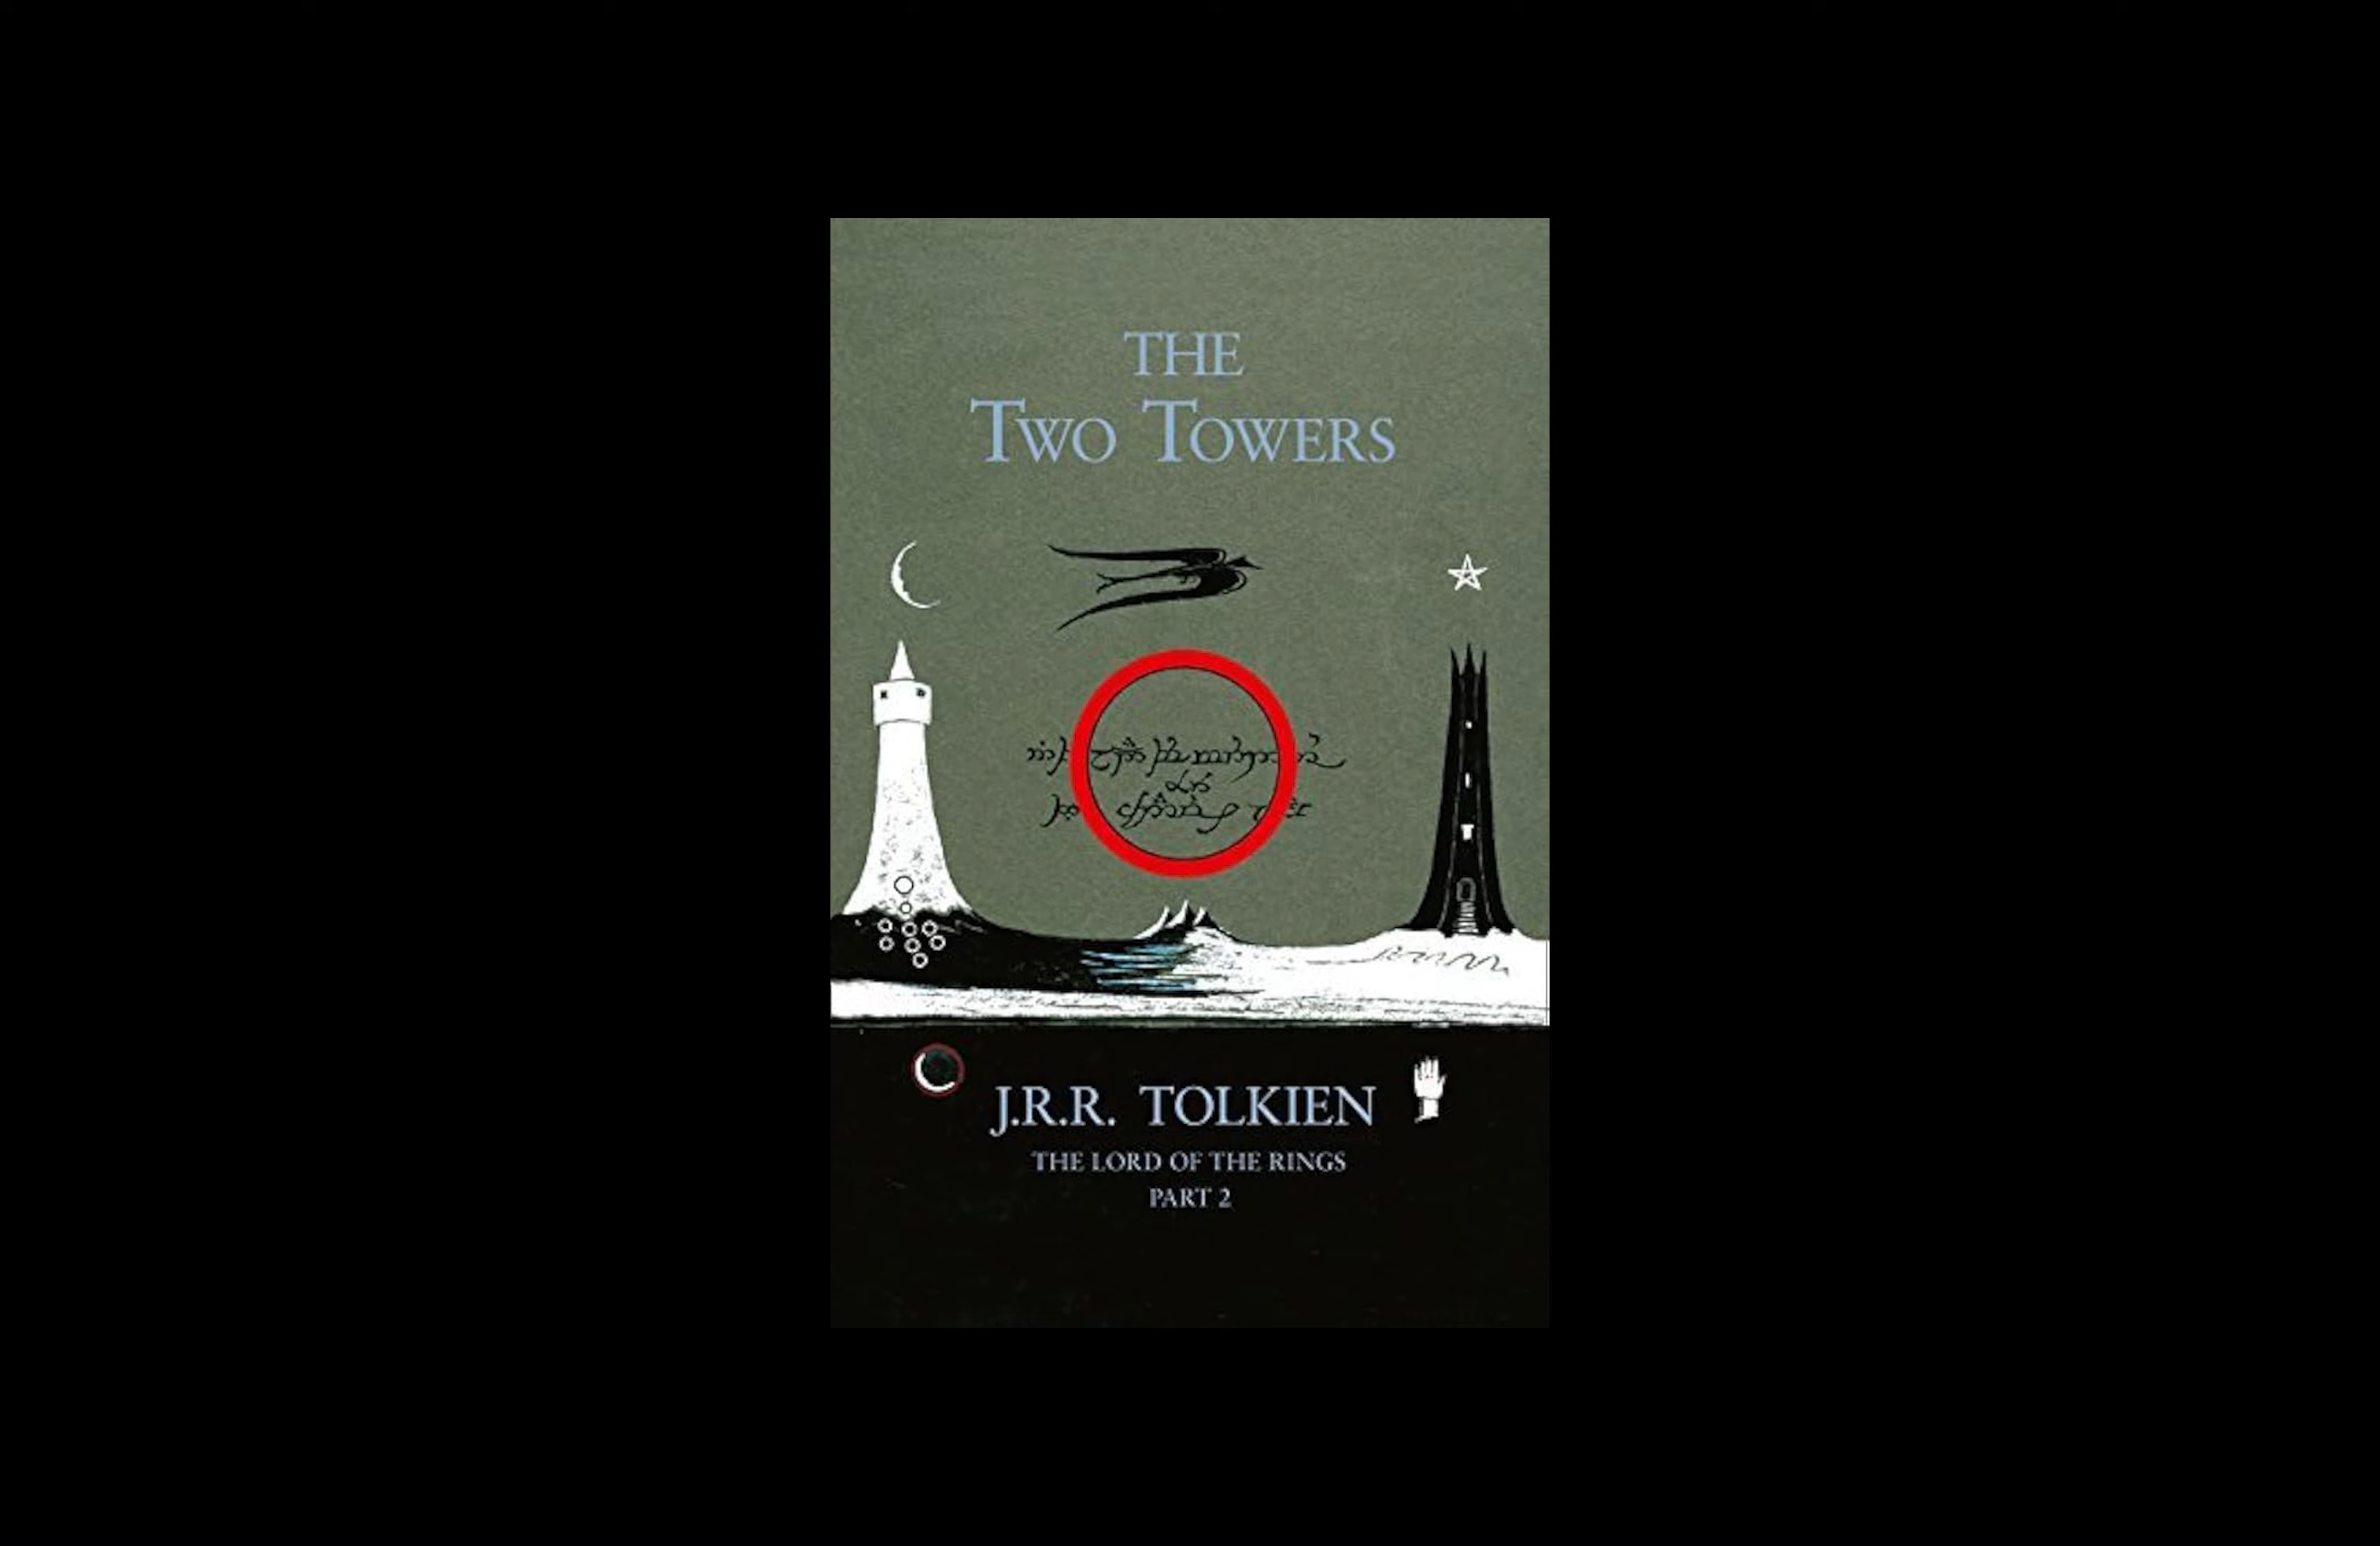 THE
TWO TOWERS
J.R.R. TOLKIEN
THE LORD OF THE RINGS
PART 2